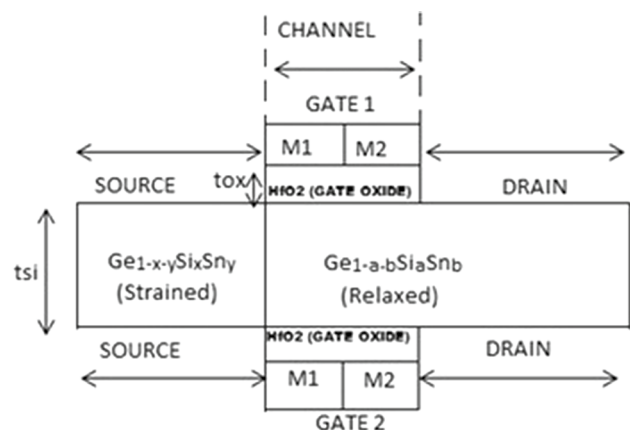 CHANNEL
GATE 1
M1 M2
SOURCE tox HfO2 (GATE OXIDE) DRAIN
tsi
Ge1-x-ySixSny Ge1-a-bSiaSnb
(Strained) (Relaxed)
HfO2 (GATE OXIDE)
SOURCE DRAIN
M1 M2
GATE 2